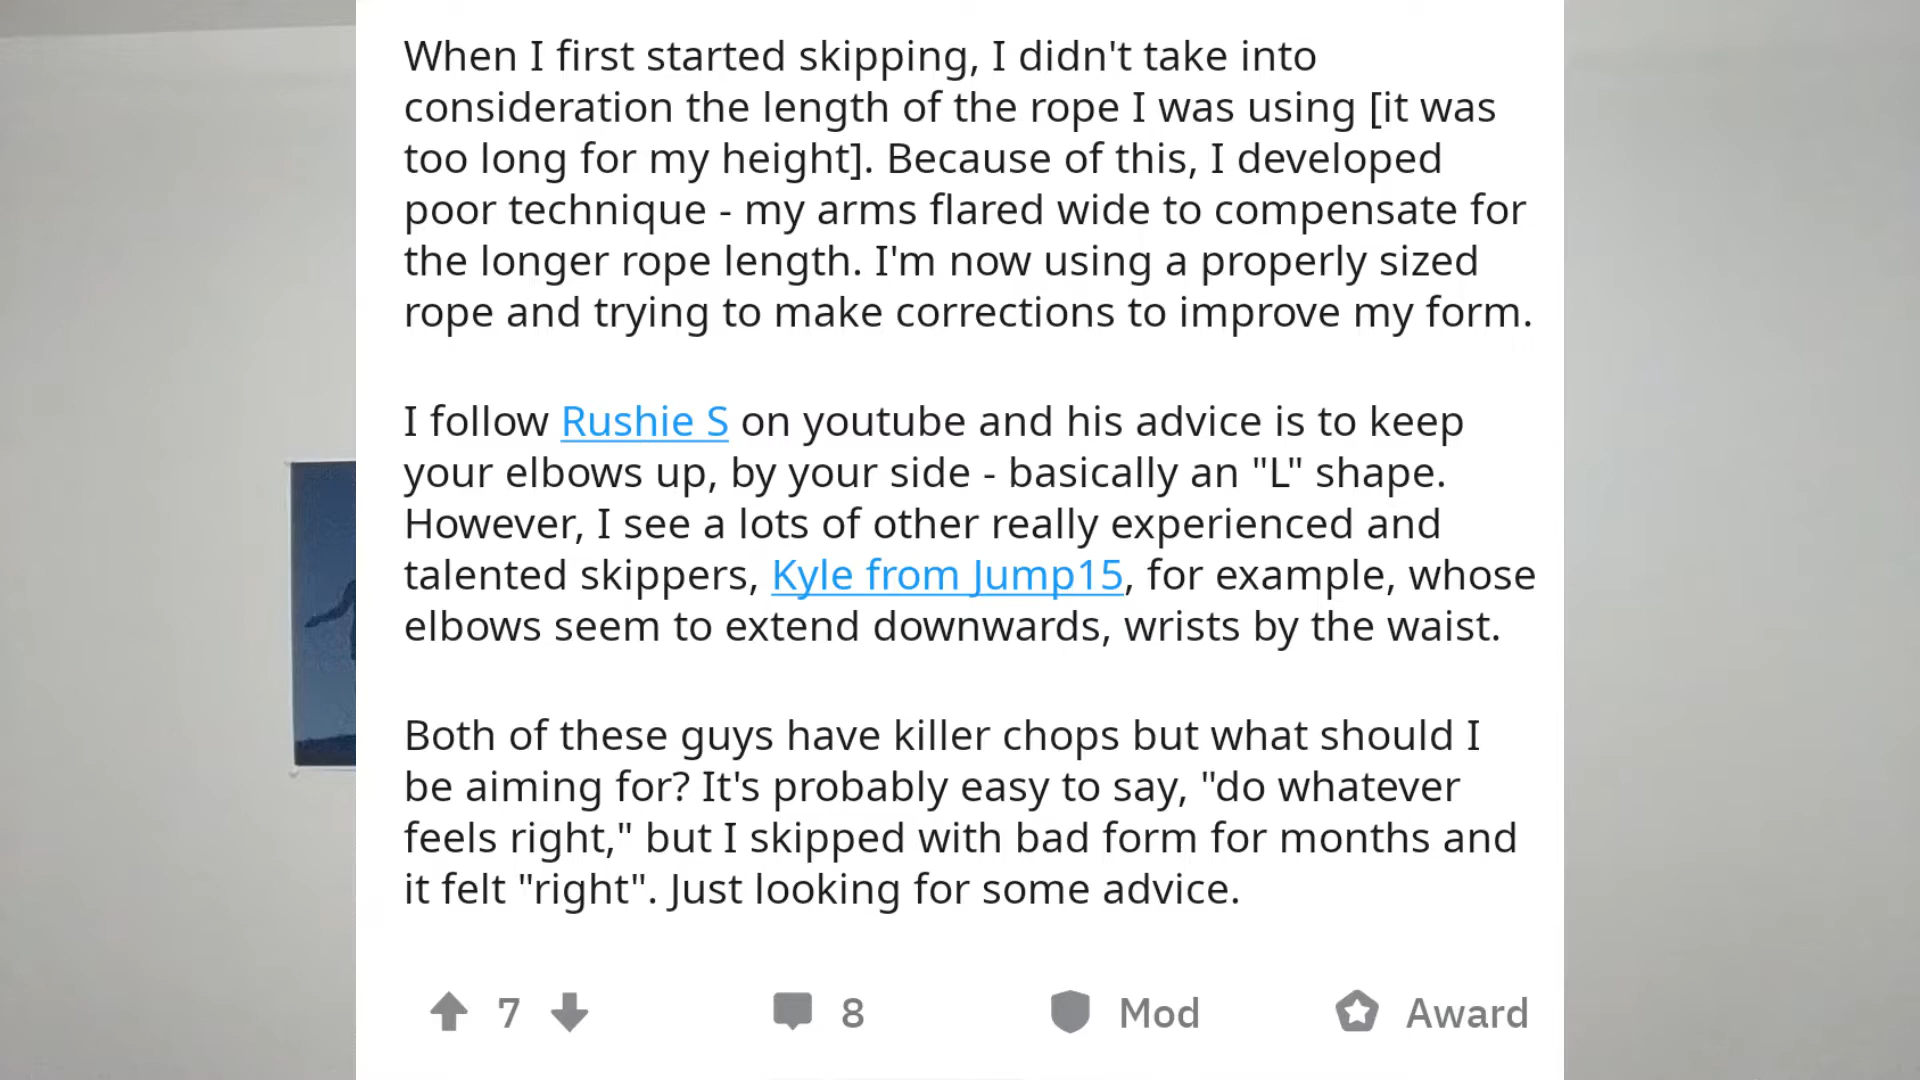 When I first started skipping, I didn't take into
consideration the length of the rope I was using [it was
too long for my height]. Because of this, I developed
poor technique - my arms flared wide to compensate for
the longer rope length. I'm now using a properly sized
rope and trying to make corrections to improve my form.
I follow Rushie S on youtube and his advice is to keep
your elbows up, by your side - basically an "L" shape.
However, I see a lots of other really experienced and
talented skippers, Kyle from Jump15, for example, whose
elbows seem to extend downwards, wrists by the waist.
Both of these guys have killer chops but what should I
be aiming for? It's probably easy to say, "do whatever
feels right," but I skipped with bad form for months and
it felt "right". Just looking for some advice.
7 8 Mod Award